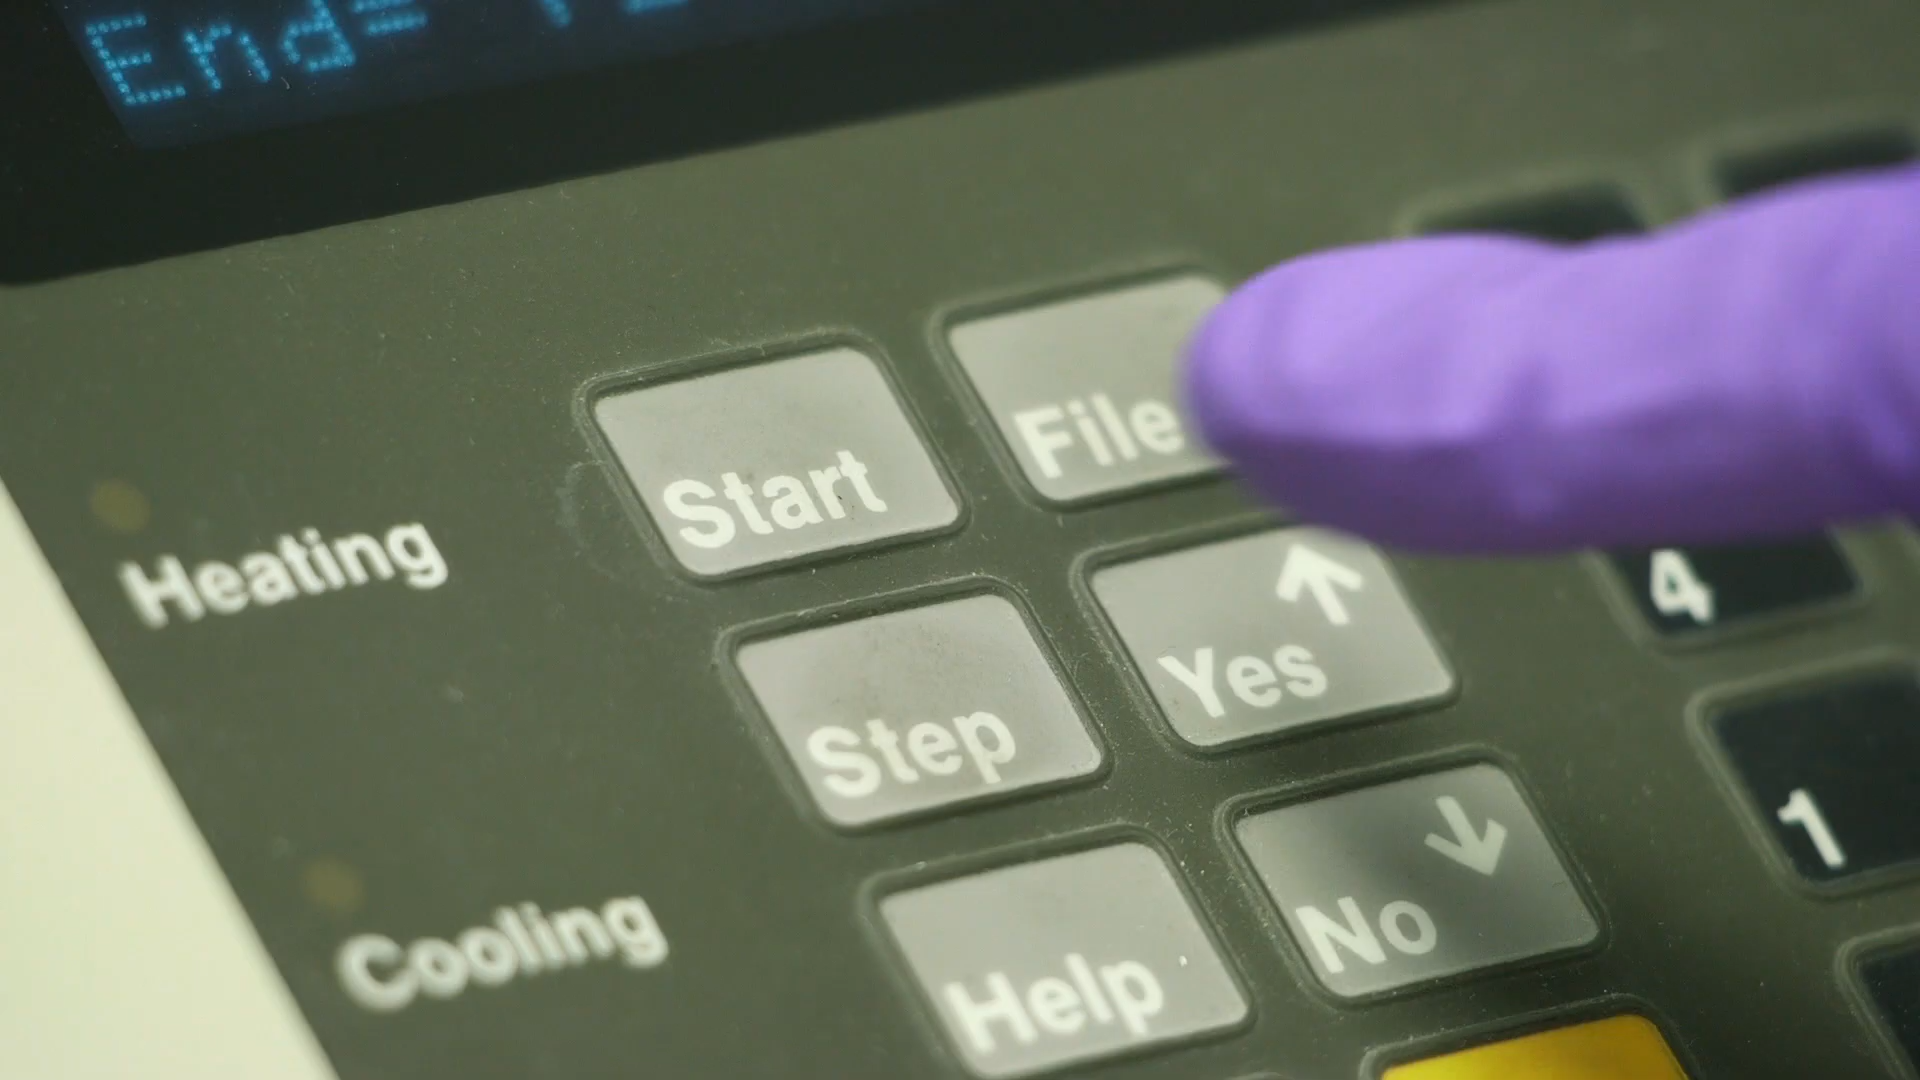 End=
File
Start
Heating
Yes
4
Step
1
No
Cooling
Help